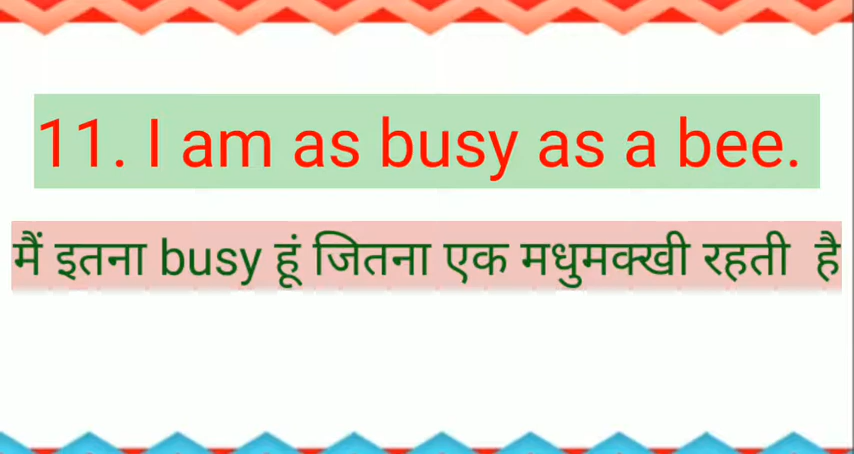 11. I am as busy as a bee.
मैं इतना busy हूं जितना एक मधुमक्खी रहती है